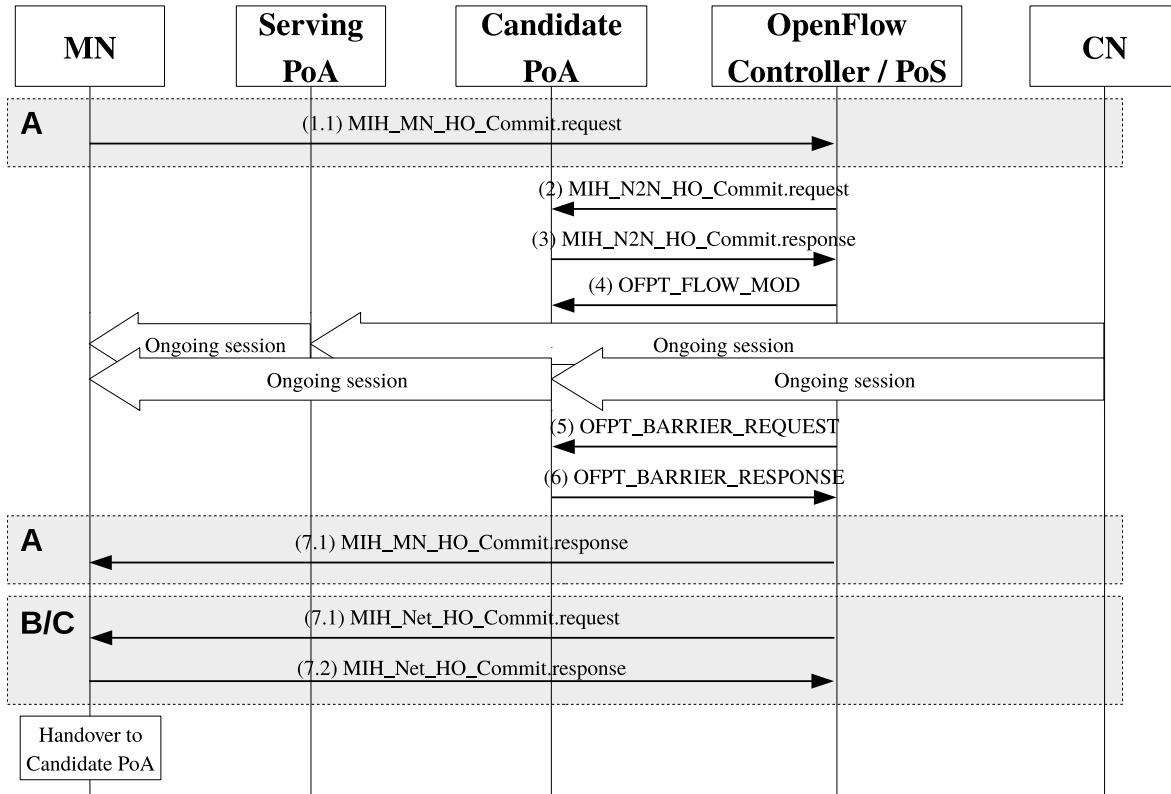 MN
Serving
PoA
Candidate
PoA
OpenFlow
Controller / PoS
CN
A
(1.1) MIH_MN_HO_Commit.request
(2) MIH_N2N_HO_Commit.request
(3) MIH_N2N_HO_Commit.response
(4) OFPT_FLOW_MOD
Ongoing session
Ongoing session
Ongoing session
Ongoing session
(5) OFPT_BARRIER_REQUEST
(6) OFPT_BARRIER_RESPONSE
A
(7.1) MIH_MN_HO_Commit.response
B/C
(7.1) MIH_Net_HO_Commit.request
(7.2) MIH_Net_HO_Commit.response
Handover to
Candidate PoA